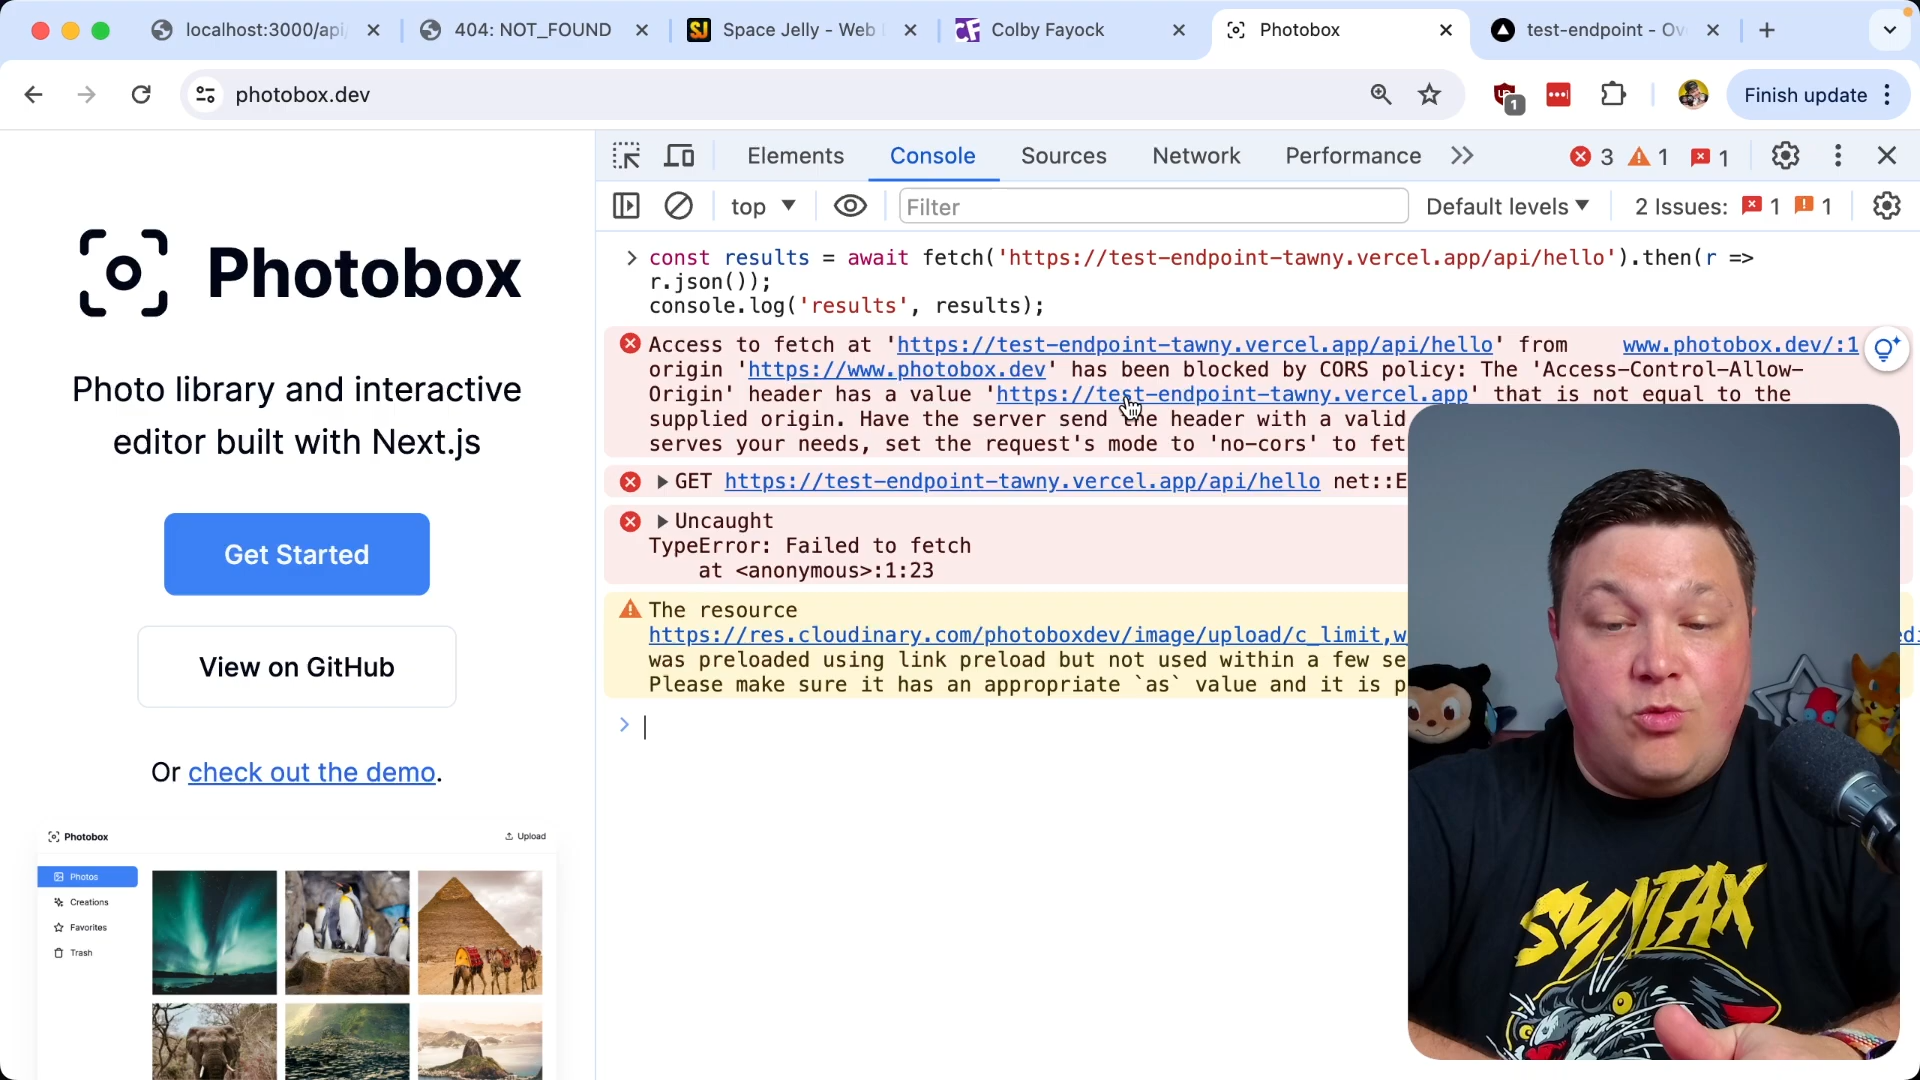 localhost:3000/api
404: NOT_FOUND
Space Jelly - Web
Colby Fayock
Photobox
test-endpoint - Ov
photobox.dev
1
Finish update
Elements
Console
Sources
Network
Performance
3
1
1
top
Filter
Default levels
2 Issues:
1
1
const results = await fetch('https://test-endpoint-tawny.vercel.app/api/hello').then(r =>
r.json());
console.log('results', results);
Access to fetch at 'https://test-endpoint-tawny.vercel.app/api/hello' from
www.photobox.dev/:1
origin 'https://www.photobox.dev' has been blocked by CORS policy: The 'Access-Control-Allow-
Origin' header has a value 'https://test-endpoint-tawny.vercel.app' that is not equal to the
supplied origin. Have the server send the header with a valid
serves your needs, set the request's mode to 'no-cors' to fet
GET https://test-endpoint-tawny.vercel.app/api/hello net::E
Uncaught
TypeError: Failed to fetch
at <anonymous>:1:23
The resource
https://res.cloudinary.com/photoboxdev/image/upload/c_limit,w
edi
was preloaded using link preload but not used within a few se
Please make sure it has an appropriate `as` value and it is p
Photobox
Photo library and interactive
editor built with Next.js
Get Started
View on GitHub
Or check out the demo.
Photobox
Upload
Photos
Creations
Favorites
Trash
SYNTAX